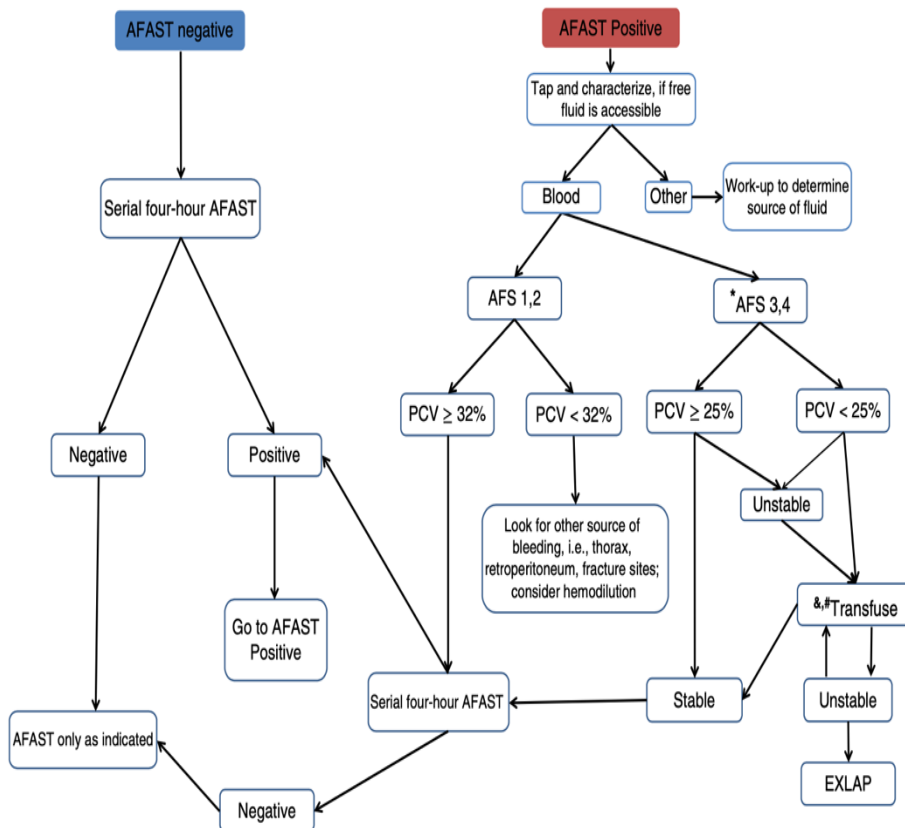 AFAST negative
AFAST Positive
Tap and characterize, if free
fluid is accessible
Serial four-hour AFAST
Blood
Other
Work-up to determine
source of fluid
AFS 1,2
*AFS 3,4
PCV ≥ 32%
PCV < 32%
PCV ≥ 25%
PCV < 25%
Negative
Positive
Unstable
Look for other source of
bleeding, i.e., thorax,
retroperitoneum, fracture sites;
consider hemodilution
&,#Transfuse
Go to AFAST
Positive
Serial four-hour AFAST
Stable
Unstable
AFAST only as indicated
EXLAP
Negative